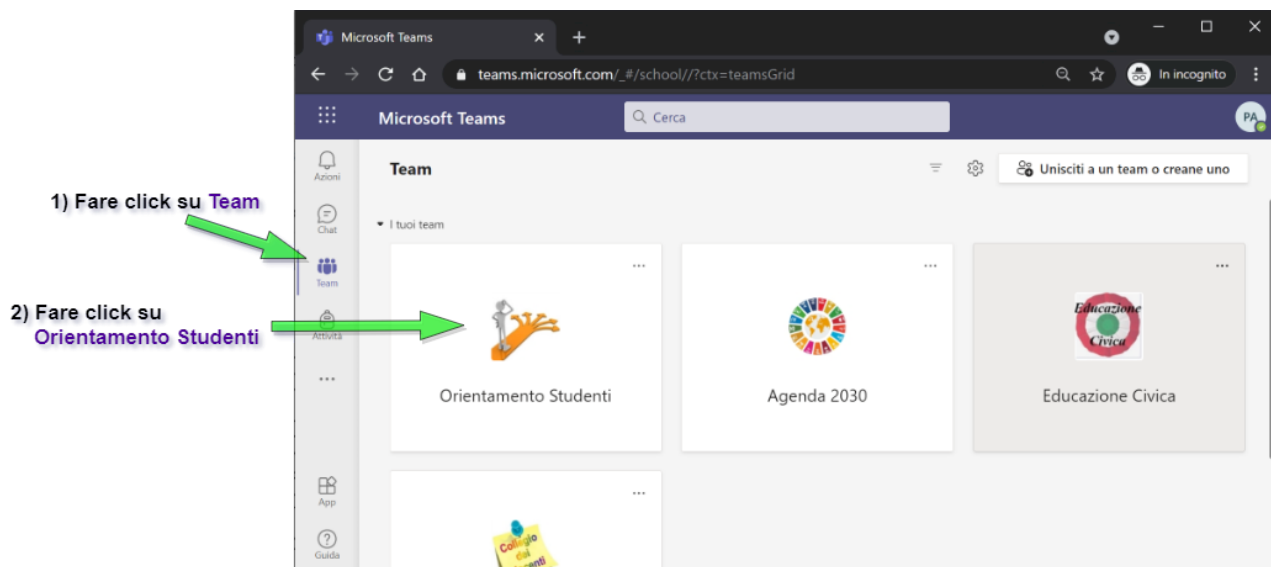 Microsoft Teams
teams.microsoft.com/_#/school//?ctx=teamsGrid
In incognito
Microsoft Teams
Cerca
PA
Azioni
Team
Unisciti a un team o creane uno
1) Fare click su Team
Chat
I tuoi team
Team
2) Fare click su
Orientamento Studenti
Attività
Educazione
Civica
Orientamento Studenti
Agenda 2030
Educazione Civica
App
Guida
Collegio
dei